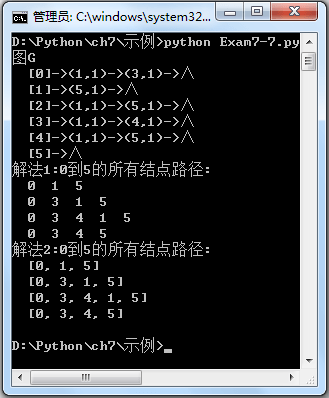 管理员: C:\windows\system32...
D:\Python\ch7\示例>python Exam7-7.py
图G
[0]->(1,1)->(3,1)->∧
[1]->(5,1)->∧
[2]->(1,1)->(5,1)->∧
[3]->(1,1)->(4,1)->∧
[4]->(1,1)->(5,1)->∧
[5]->∧
解法1:0到5的所有结点路径:
0 1 5
0 3 1 5
0 3 4 1 5
0 3 4 5
解法2:0到5的所有结点路径:
[0, 1, 5]
[0, 3, 1, 5]
[0, 3, 4, 1, 5]
[0, 3, 4, 5]
D:\Python\ch7\示例>